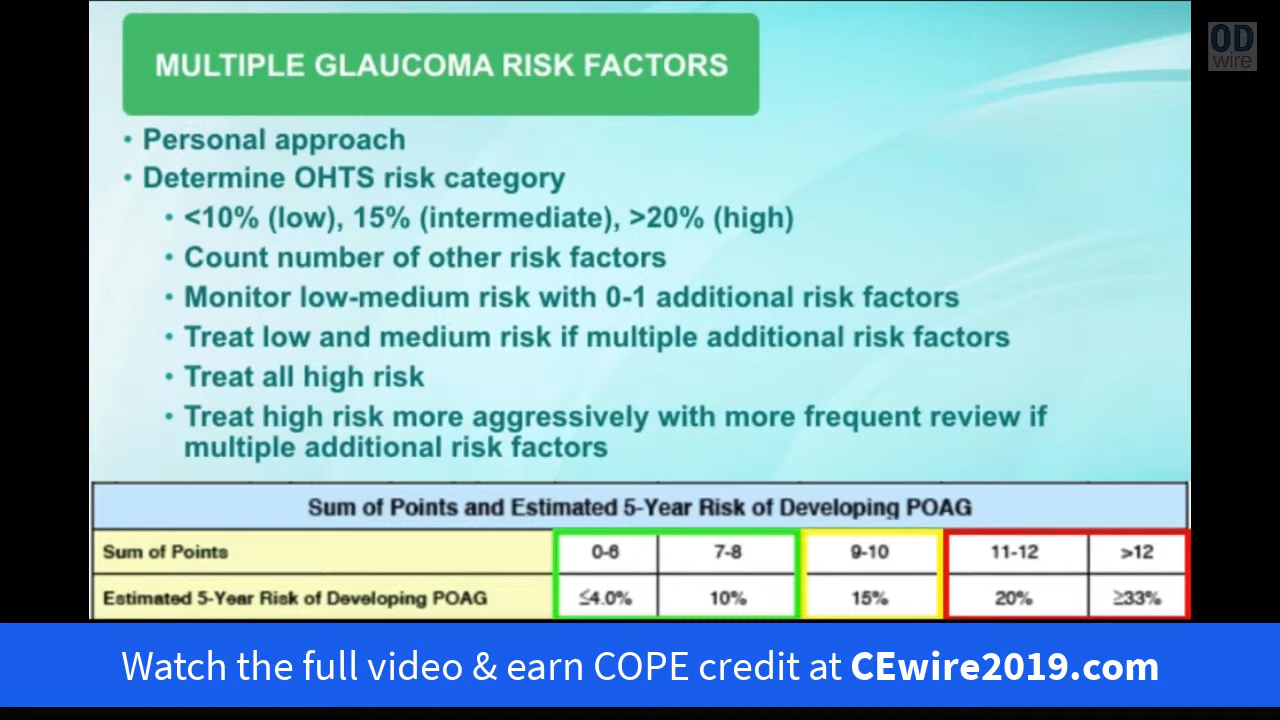 OD
wire
MULTIPLE GLAUCOMA RISK FACTORS
• Personal approach
• Determine OHTS risk category
• <10% (low), 15% (intermediate), >20% (high)
• Count number of other risk factors
• Monitor low-medium risk with 0-1 additional risk factors
• Treat low and medium risk if multiple additional risk factors
• Treat all high risk
• Treat high risk more aggressively with more frequent review if
multiple additional risk factors
Sum of Points and Estimated 5-Year Risk of Developing POAG
Sum of Points 0-6 7-8 9-10 11-12 >12
Estimated 5-Year Risk of Developing POAG ≤4.0% 10% 15% 20% ≥33%
Watch the full video & earn COPE credit at CEwire2019.com